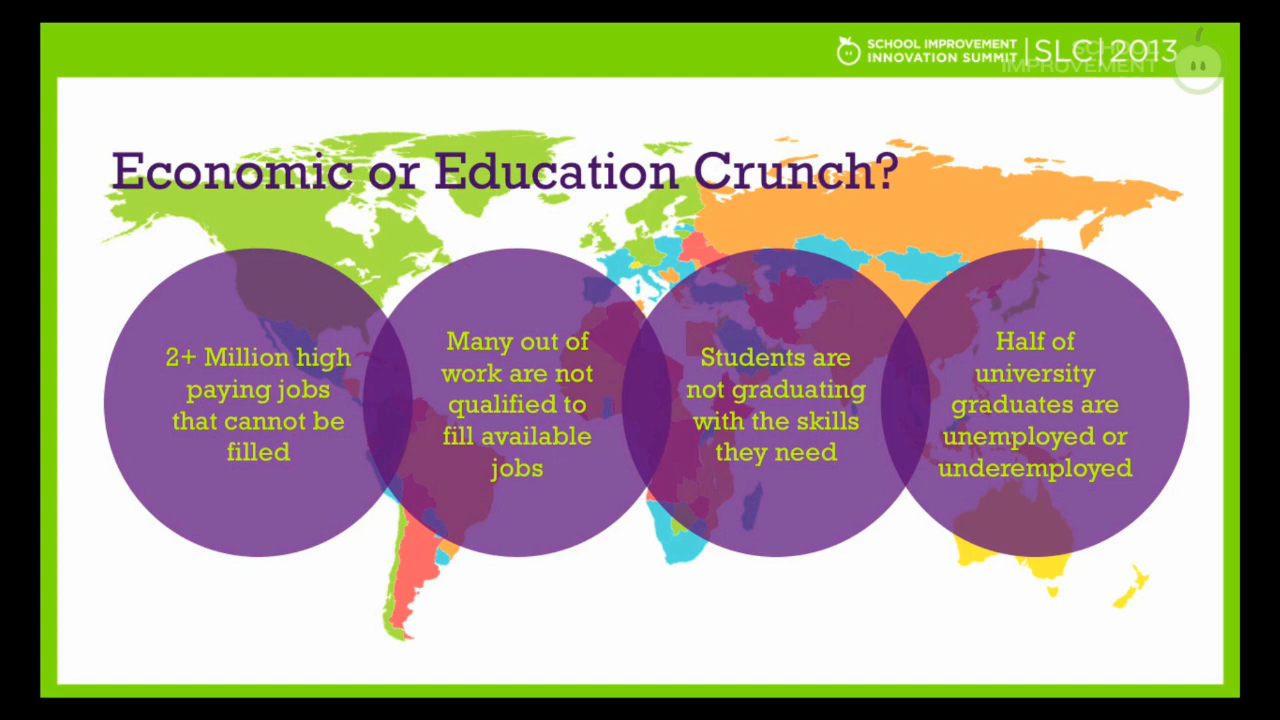 SCHOOL IMPROVEMENT
INNOVATION SUMMIT
SLC
2013
SCHOOL
IMPROVEMENT
Economic or Education Crunch?
2+ Million high
paying jobs
that cannot be
filled
Many out of
work are not
qualified to
fill available
jobs
Students are
not graduating
with the skills
they need
Half of
university
graduates are
unemployed or
underemployed